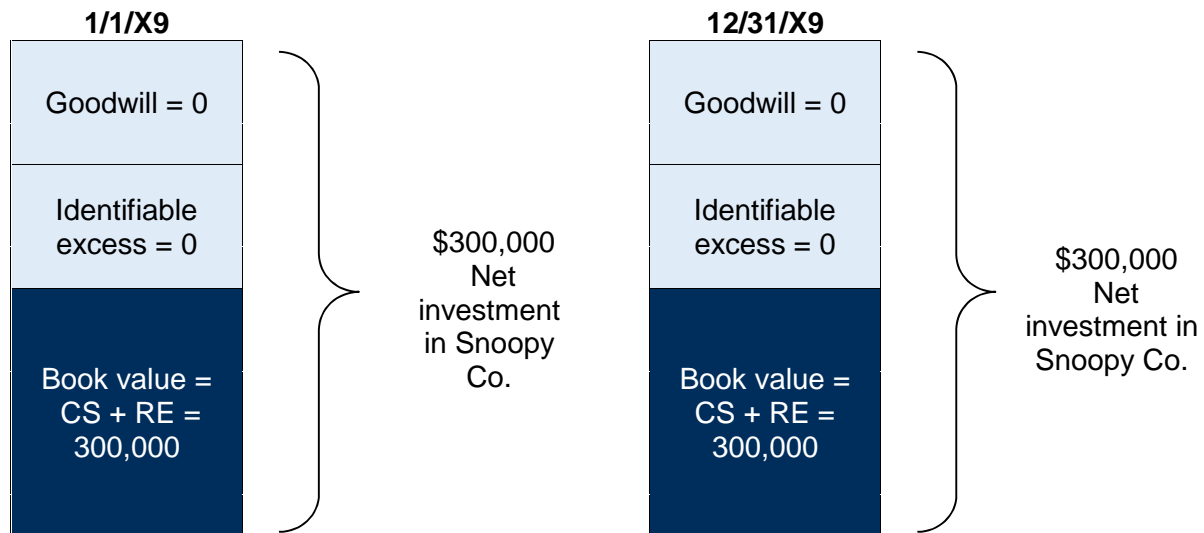 1/1/X9
Goodwill = 0
Identifiable
excess = 0
Book value =
CS + RE =
300,000
$300,000
Net
investment
in Snoopy
Co.
12/31/X9
Goodwill = 0
Identifiable
excess = 0
Book value =
CS + RE =
300,000
$300,000
Net
investment in
Snoopy Co.